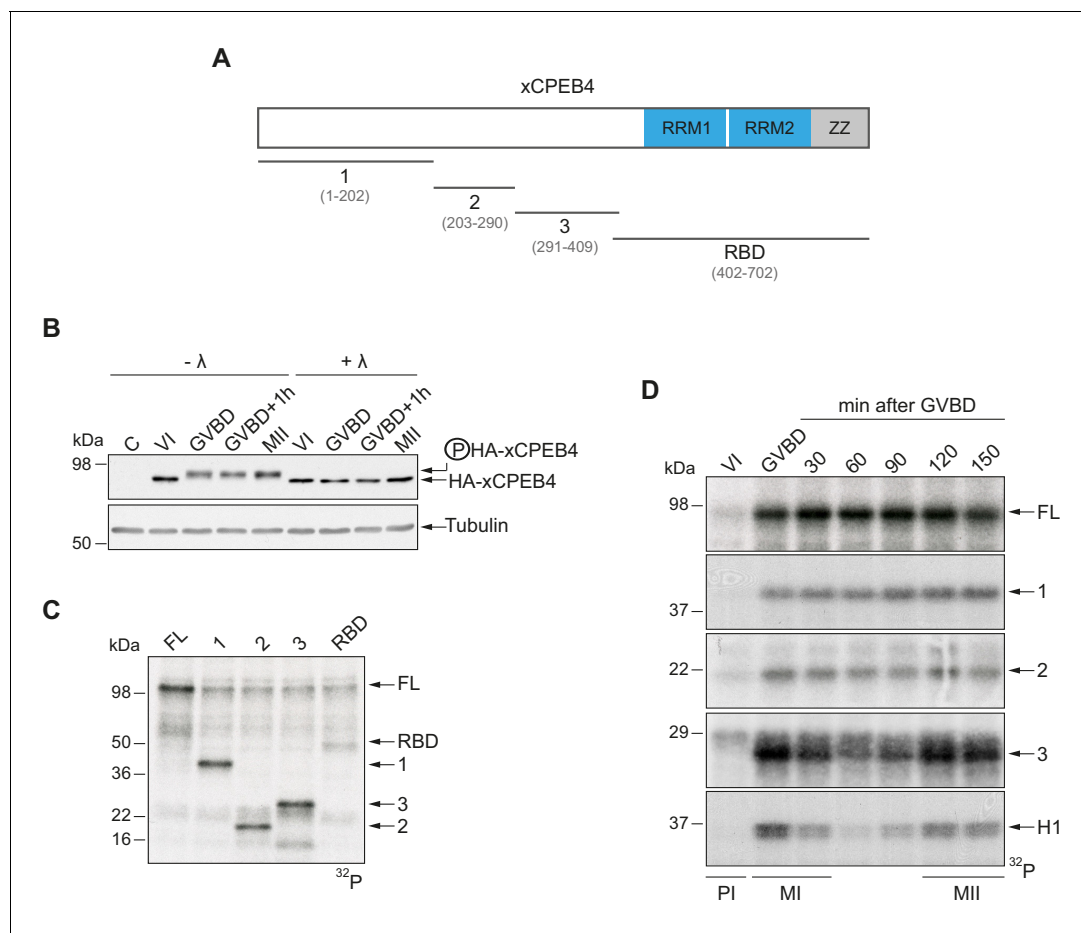 A
xCPEB4
RRM1 RRM2 ZZ
1
(1-202)
2
(203-290)
3
(291-409)
RBD
(402-702)
B
- λ + λ
C VI GVBD GVBD+1h MII VI GVBD GVBD+1h MII
kDa
98
50
PHA-xCPEB4
HA-xCPEB4
Tubulin
C
kDa FL 1 2 3 RBD
98
50
36
22
16
FL
RBD
1
3
2
32P
D
min after GVBD
kDa VI GVBD 30 60 90 120 150
98 FL
37 1
22 2
29 3
37 H1
32P
PI MI MII